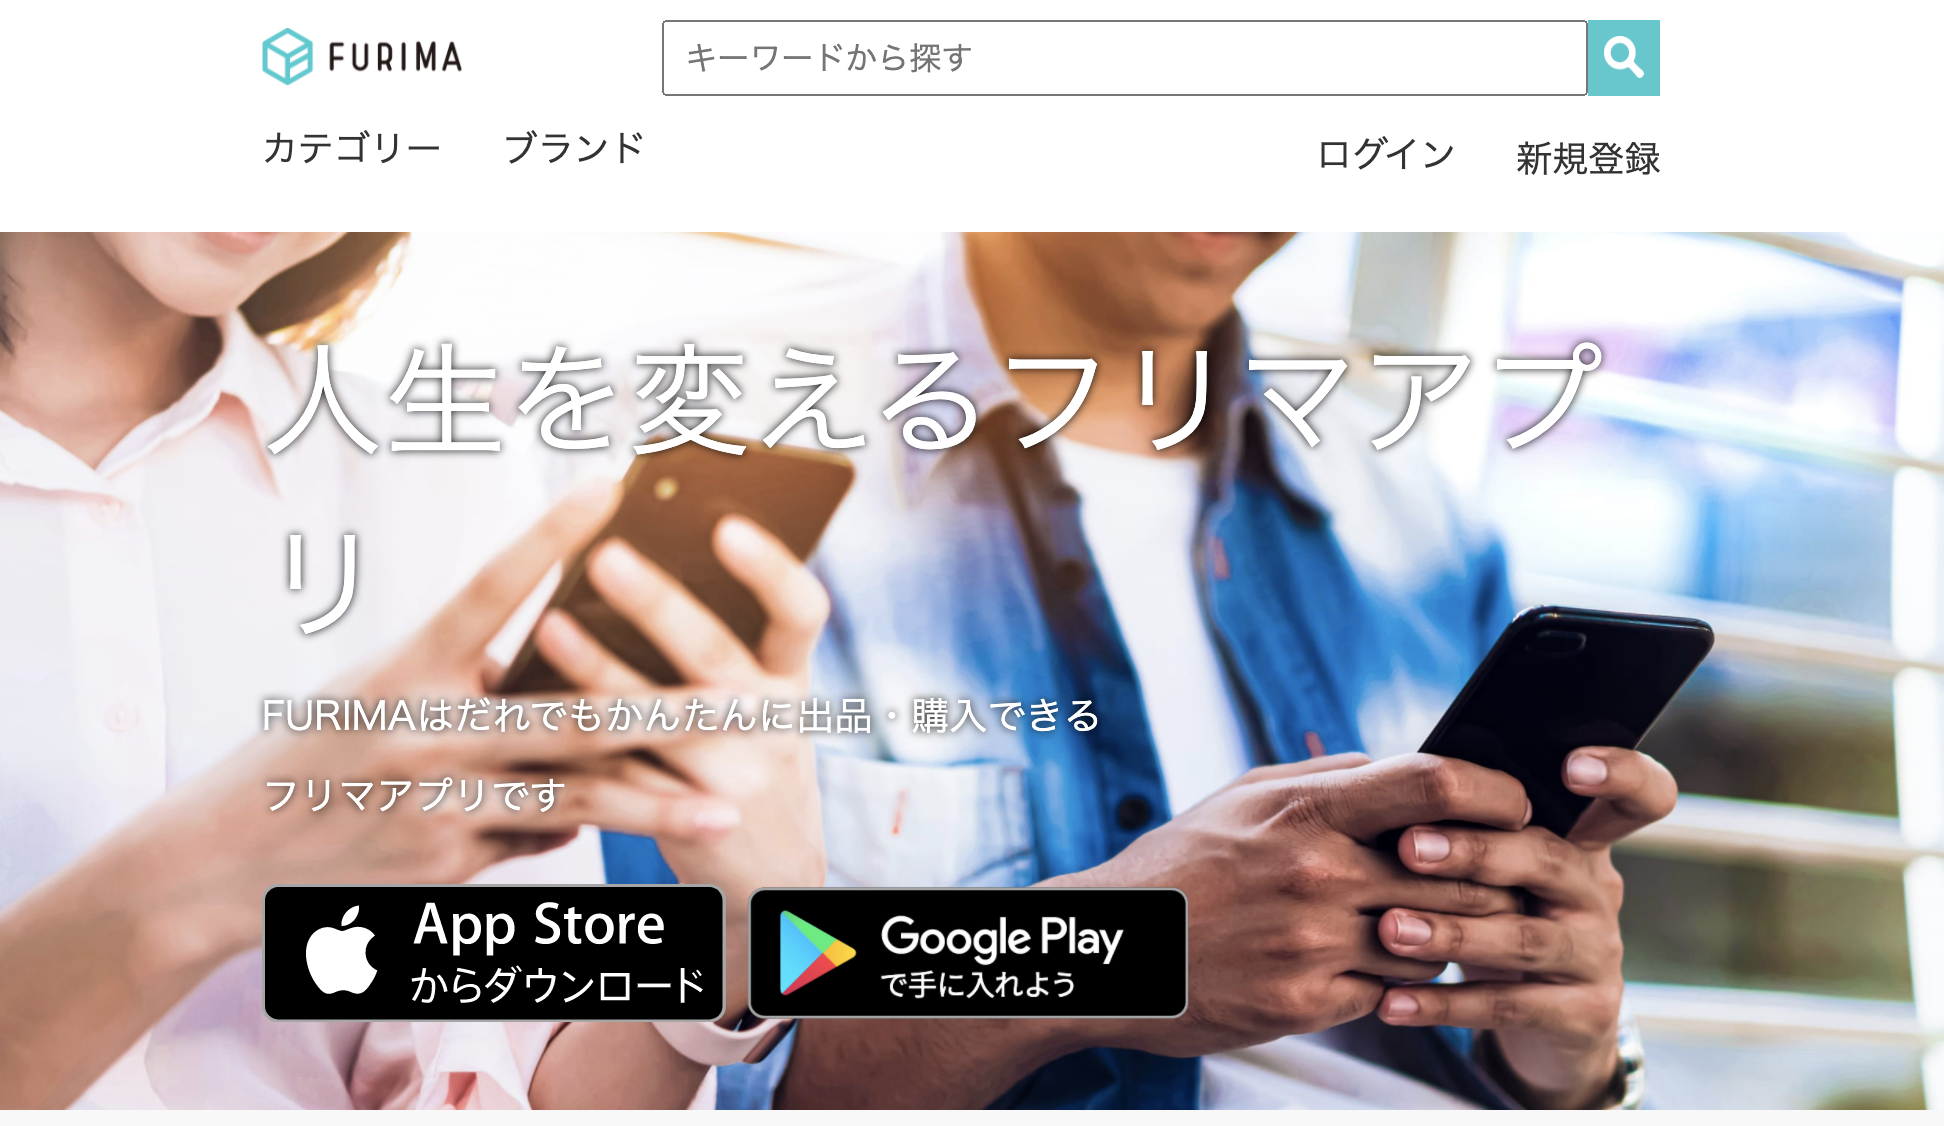 FURIMA
キーワードから探す
カテゴリー ブランド ログイン 新規登録
人生を変えるフリマアプ
リ
FURIMAはだれでもかんたんに出品・購入できる
フリマアプリです
App Store
からダウンロード
Google Play
で手に入れよう